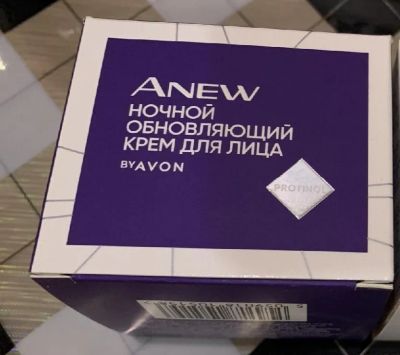 ANEW
НОЧНОЙ
ОБНОВЛЯЮЩИЙ
КРЕМ ДЛЯ ЛИЦА
BY AVON
PROTINOL